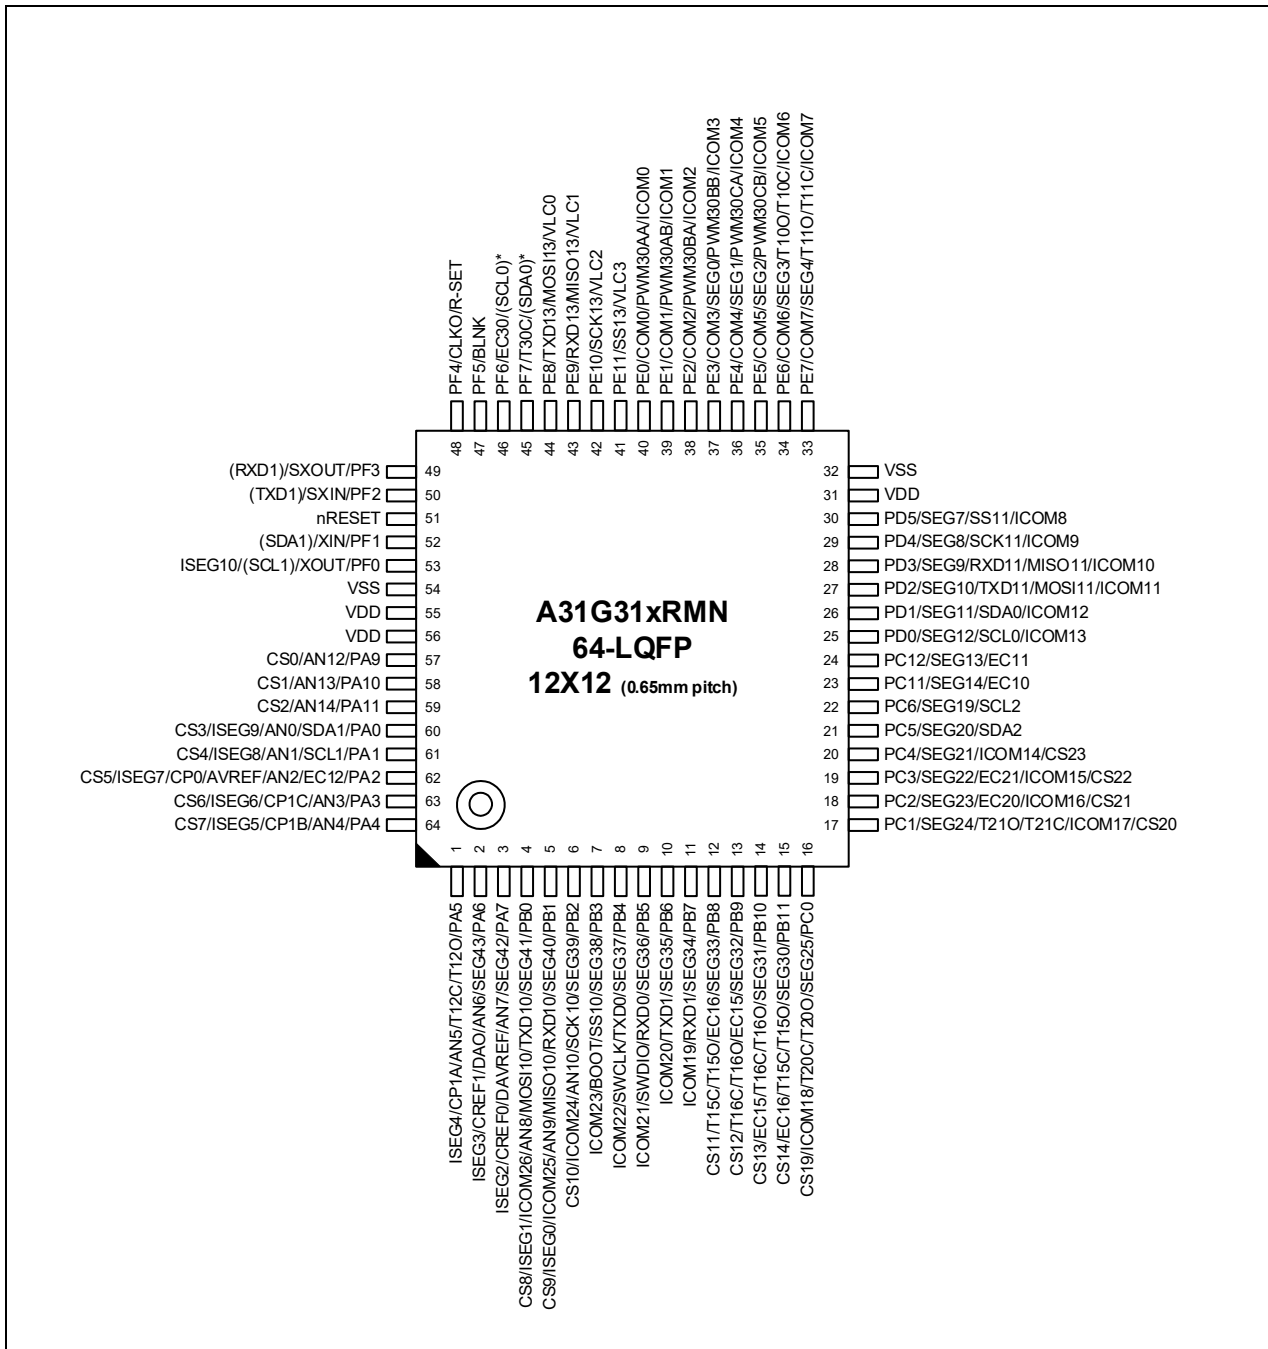 PF4/CLKO/R-SET
PF5/BLNK
PF6/EC30/(SCL0)*
PF7/T30C/(SDA0)*
PE8/TXD13/MOSI13/VLC0
PE9/RXD13/MISO13/VLC1
PE10/SCK13/VLC2
PE11/SS13/VLC3
PE0/COM0/PWM30AA/ICOM0
PE1/COM1/PWM30AB/ICOM1
PE2/COM2/PWM30BA/ICOM2
PE3/COM3/SEG0/PWM30BB/ICOM3
PE4/COM4/SEG1/PWM30CA/ICOM4
PE5/COM5/SEG2/PWM30CB/ICOM5
PE6/COM6/SEG3/T10O/T10C/ICOM6
PE7/COM7/SEG4/T11O/T11C/ICOM7
48 47 46 45 44 43 42 41 40 39 38 37 36 35 34 33
(RXD1)/SXOUT/PF3 49
(TXD1)/SXIN/PF2 50
nRESET 51
(SDA1)/XIN/PF1 52
ISEG10/(SCL1)/XOUT/PF0 53
VSS 54
VDD 55
VDD 56
CS0/AN12/PA9 57
CS1/AN13/PA10 58
CS2/AN14/PA11 59
CS3/ISEG9/AN0/SDA1/PA0 60
CS4/ISEG8/AN1/SCL1/PA1 61
CS5/ISEG7/CP0/AVREF/AN2/EC12/PA2 62
CS6/ISEG6/CP1C/AN3/PA3 63
CS7/ISEG5/CP1B/AN4/PA4 64
A31G31xRMN
64-LQFP
12X12 (0.65mm pitch)
32 VSS
31 VDD
30 PD5/SEG7/SS11/ICOM8
29 PD4/SEG8/SCK11/ICOM9
28 PD3/SEG9/RXD11/MISO11/ICOM10
27 PD2/SEG10/TXD11/MOSI11/ICOM11
26 PD1/SEG11/SDA0/ICOM12
25 PD0/SEG12/SCL0/ICOM13
24 PC12/SEG13/EC11
23 PC11/SEG14/EC10
22 PC6/SEG19/SCL2
21 PC5/SEG20/SDA2
20 PC4/SEG21/ICOM14/CS23
19 PC3/SEG22/EC21/ICOM15/CS22
18 PC2/SEG23/EC20/ICOM16/CS21
17 PC1/SEG24/T21O/T21C/ICOM17/CS20
1 2 3 4 5 6 7 8 9 10 11 12 13 14 15 16
ISEG4/CP1A/AN5/T12C/T12O/PA5
ISEG3/CREF1/DAO/AN6/SEG43/PA6
ISEG2/CREF0/DAVREF/AN7/SEG42/PA7
CS8/ISEG1/ICOM26/AN8/MOSI10/TXD10/SEG41/PB0
CS9/ISEG0/ICOM25/AN9/MISO10/RXD10/SEG40/PB1
CS10/ICOM24/AN10/SCK10/SEG39/PB2
ICOM23/BOOT/SS10/SEG38/PB3
ICOM22/SWCLK/TXD0/SEG37/PB4
ICOM21/SWDIO/RXD0/SEG36/PB5
ICOM20/TXD1/SEG35/PB6
ICOM19/RXD1/SEG34/PB7
CS11/T15C/T15O/EC16/SEG33/PB8
CS12/T16C/T16O/EC15/SEG32/PB9
CS13/EC15/T16C/T16O/SEG31/PB10
CS14/EC16/T15C/T15O/SEG30/PB11
CS19/ICOM18/T20C/T20O/SEG25/PC0